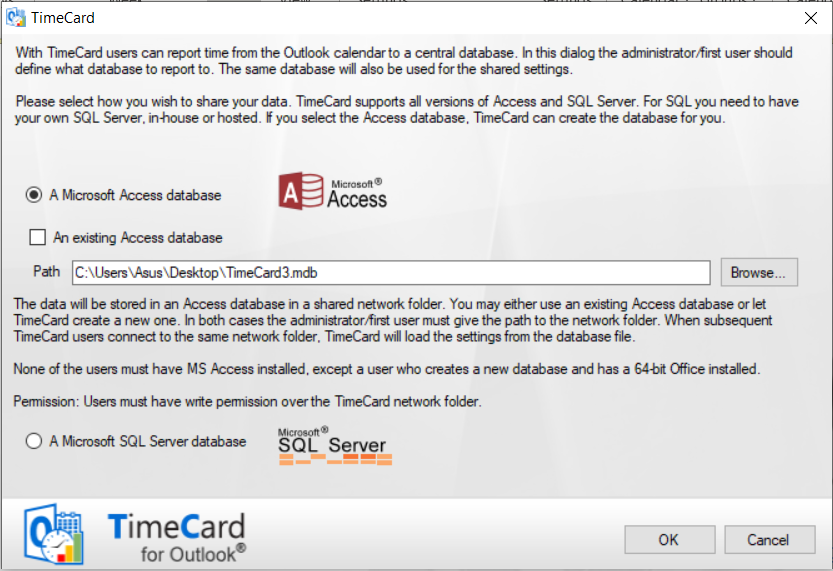 TimeCard
With TimeCard users can report time from the Outlook calendar to a central database. In this dialog the administrator/first user should
define what database to report to. The same database will also be used for the shared settings.
Please select how you wish to share your data. TimeCard supports all versions of Access and SQL Server. For SQL you need to have
your own SQL Server, in-house or hosted. If you select the Access database, TimeCard can create the database for you.
A Microsoft Access database
A
Microsoft®
Access
An existing Access database
Path
C:\Users\Asus\Desktop\TimeCard3.mdb
Browse...
The data will be stored in an Access database in a shared network folder. You may either use an existing Access database or let
TimeCard create a new one. In both cases the administrator/first user must give the path to the network folder. When subsequent
TimeCard users connect to the same network folder, TimeCard will load the settings from the database file.
None of the users must have MS Access installed, except a user who creates a new database and has a 64-bit Office installed.
Permission: Users must have write permission over the TimeCard network folder.
A Microsoft SQL Server database
Microsoft®
SQL Server
TimeCard
for Outlook®
OK
Cancel